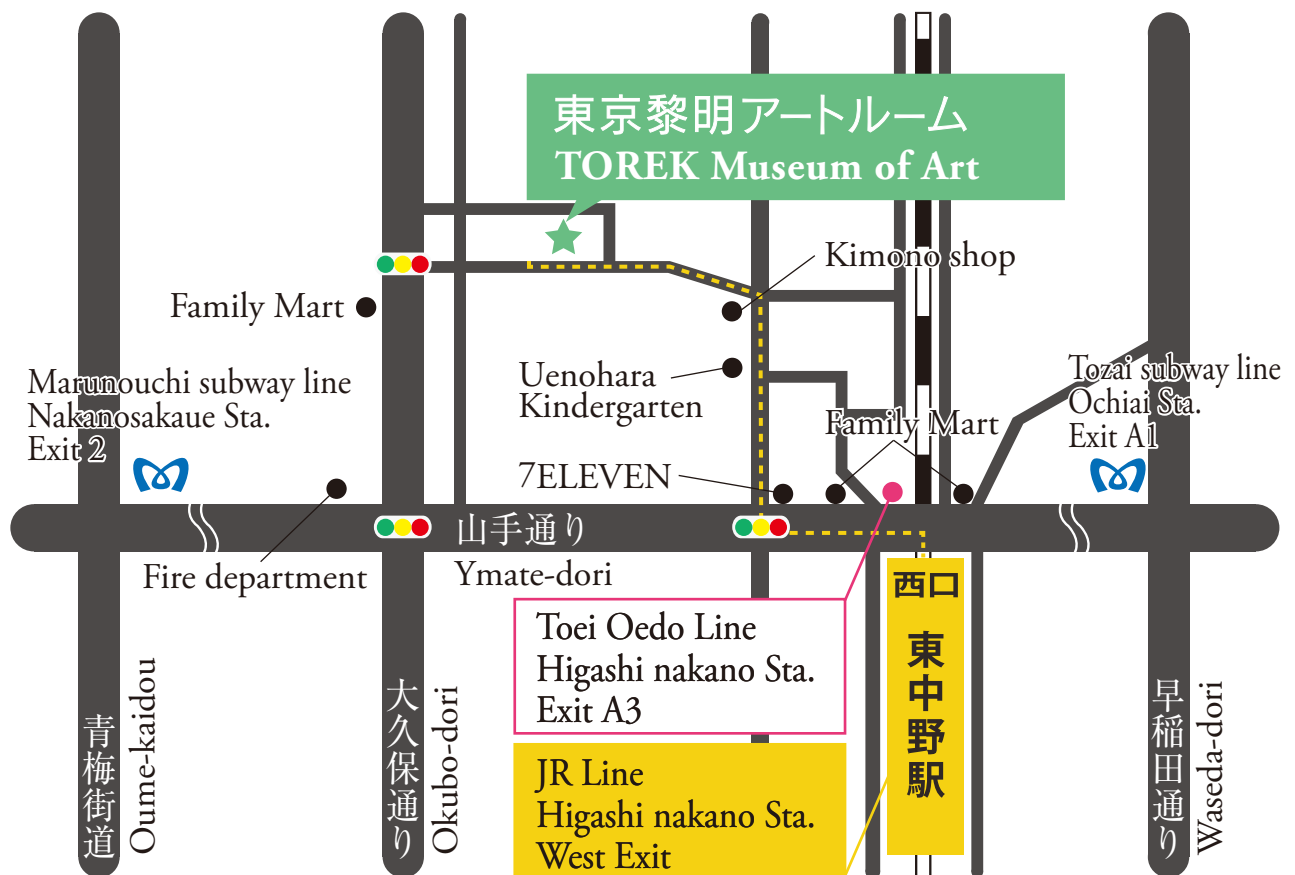 東京黎明アートルーム
TOREK Museum of Art
Kimono shop
Family Mart
Marunouchi subway line
Nakanosakaue Sta.
Exit 2
Uenohara
Kindergarten
Tozai subway line
Ochiai Sta.
Exit A1
Family Mart
7ELEVEN
山手通り
Ymate-dori
Fire department
西口
東中野駅
Toei Oedo Line
Higashi nakano Sta.
Exit A3
JR Line
Higashi nakano Sta.
West Exit
青梅街道
Oume-kaidou
大久保通り
Okubo-dori
早稲田通り
Waseda-dori